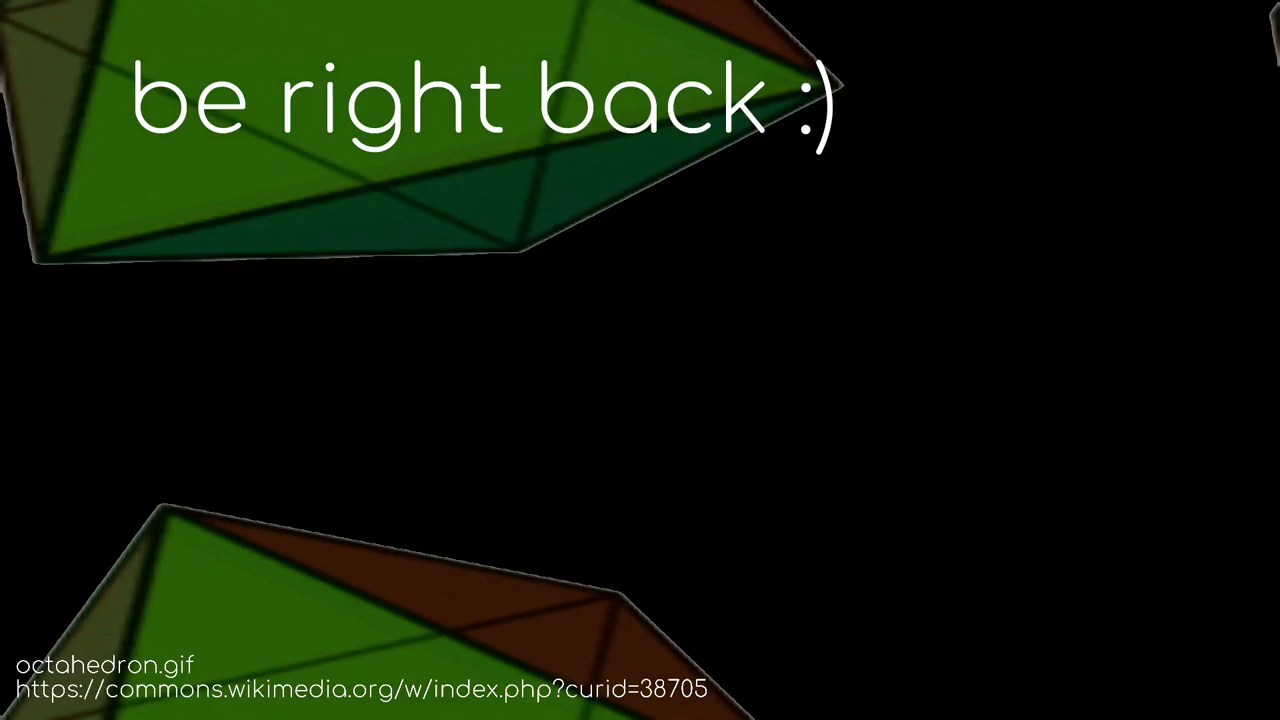 be right back :)
octahedron.gif
https://commons.wikimedia.org/w/index.php?curid=38705